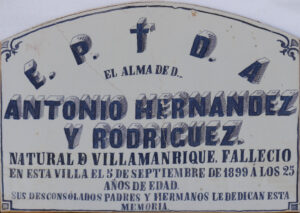 E. P. † D. A
EL ALMA DE D..
ANTONIO HERNANDEZ
Y RODRIGUEZ.
NATURAL D VILLAMANRIQUE. FALLECIO
EN ESTA VILLA EL 5 DE SEPTIEMBRE DE 1899 À LOS 25
AÑOS DE EDAD.
SUS DESCONSÓLADOS PADRES Y HERMANOS LE DEDICAN ESTA
MEMORIA.